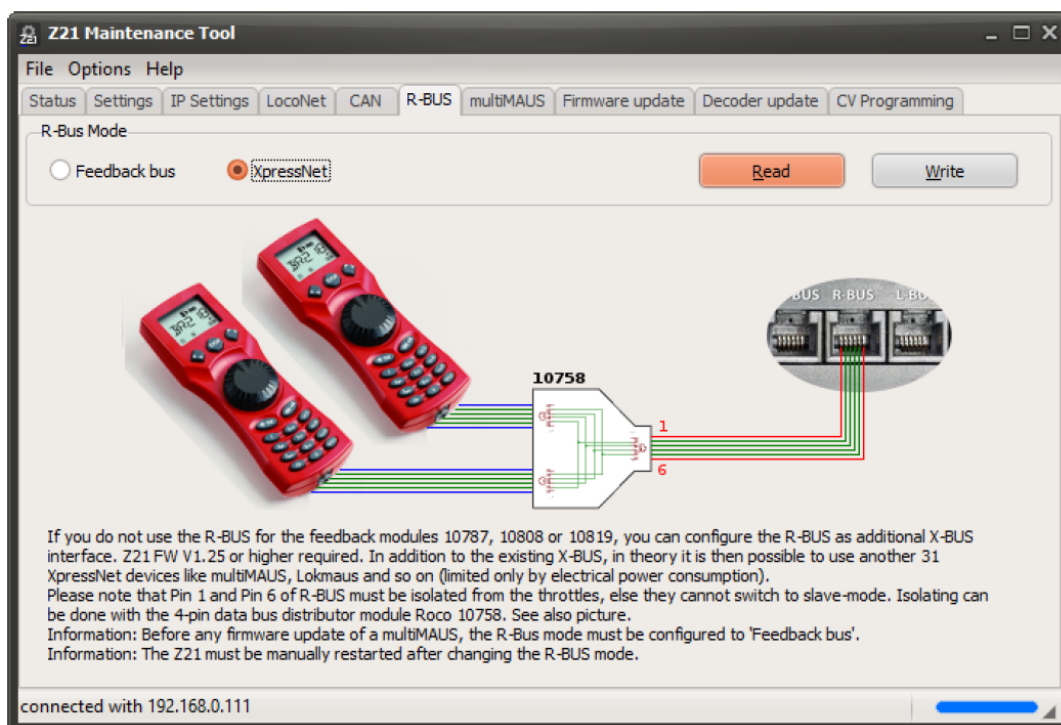 Z21 Maintenance Tool
File Options Help
Status Settings IP Settings LocoNet CAN R-BUS multiMAUS Firmware update Decoder update CV Programming
R-Bus Mode
Feedback bus XpressNet Read Write
BUS R-BUS L-BU
10758
1
6
If you do not use the R-BUS for the feedback modules 10787, 10808 or 10819, you can configure the R-BUS as additional X-BUS
interface. Z21 FW V1.25 or higher required. In addition to the existing X-BUS, in theory it is then possible to use another 31
XpressNet devices like multiMAUS, Lokmaus and so on (limited only by electrical power consumption).
Please note that Pin 1 and Pin 6 of R-BUS must be isolated from the throttles, else they cannot switch to slave-mode. Isolating can
be done with the 4-pin data bus distributor module Roco 10758. See also picture.
Information: Before any firmware update of a multiMAUS, the R-Bus mode must be configured to 'Feedback bus'.
Information: The Z21 must be manually restarted after changing the R-BUS mode.
connected with 192.168.0.111